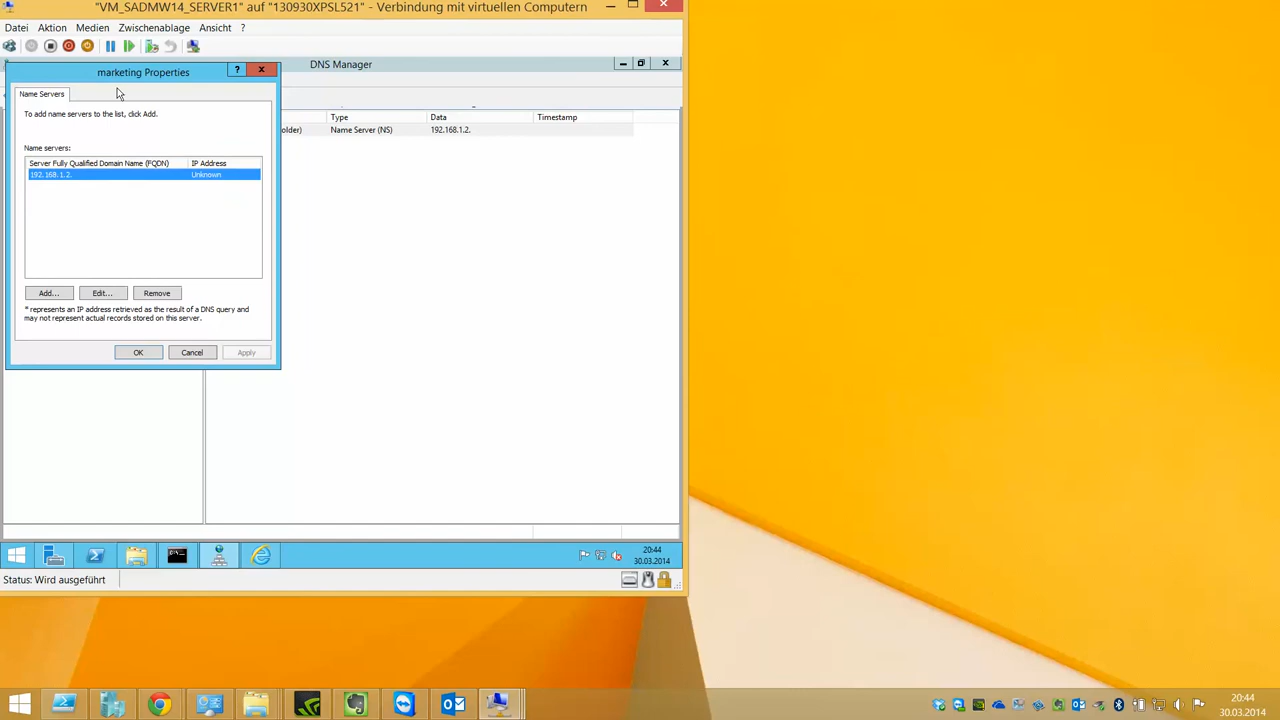 "VM_SADMW14_SERVER1" auf "130930XPSL521" - Verbindung mit virtuellen Computern
Datei Aktion Medien Zwischenablage Ansicht ?
marketing Properties ?
DNS Manager
Name Servers
To add name servers to the list, click Add.
Name servers:
Server Fully Qualified Domain Name (FQDN) IP Address
192.168.1.2. Unknown
Add... Edit... Remove
* represents an IP address retrieved as the result of a DNS query and
may not represent actual records stored on this server.
OK Cancel Apply
Type Data Timestamp
older) Name Server (NS) 192.168.1.2.
20:44
30.03.2014
Status: Wird ausgeführt
20:44
30.03.2014